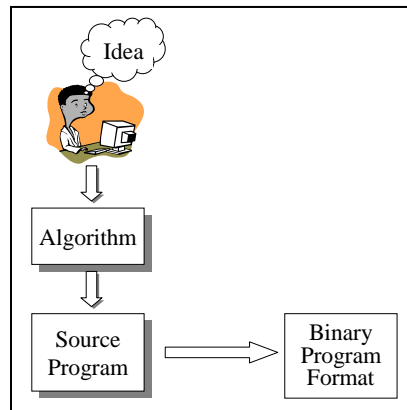 Idea
Algorithm
Source
Program
Binary
Program
Format